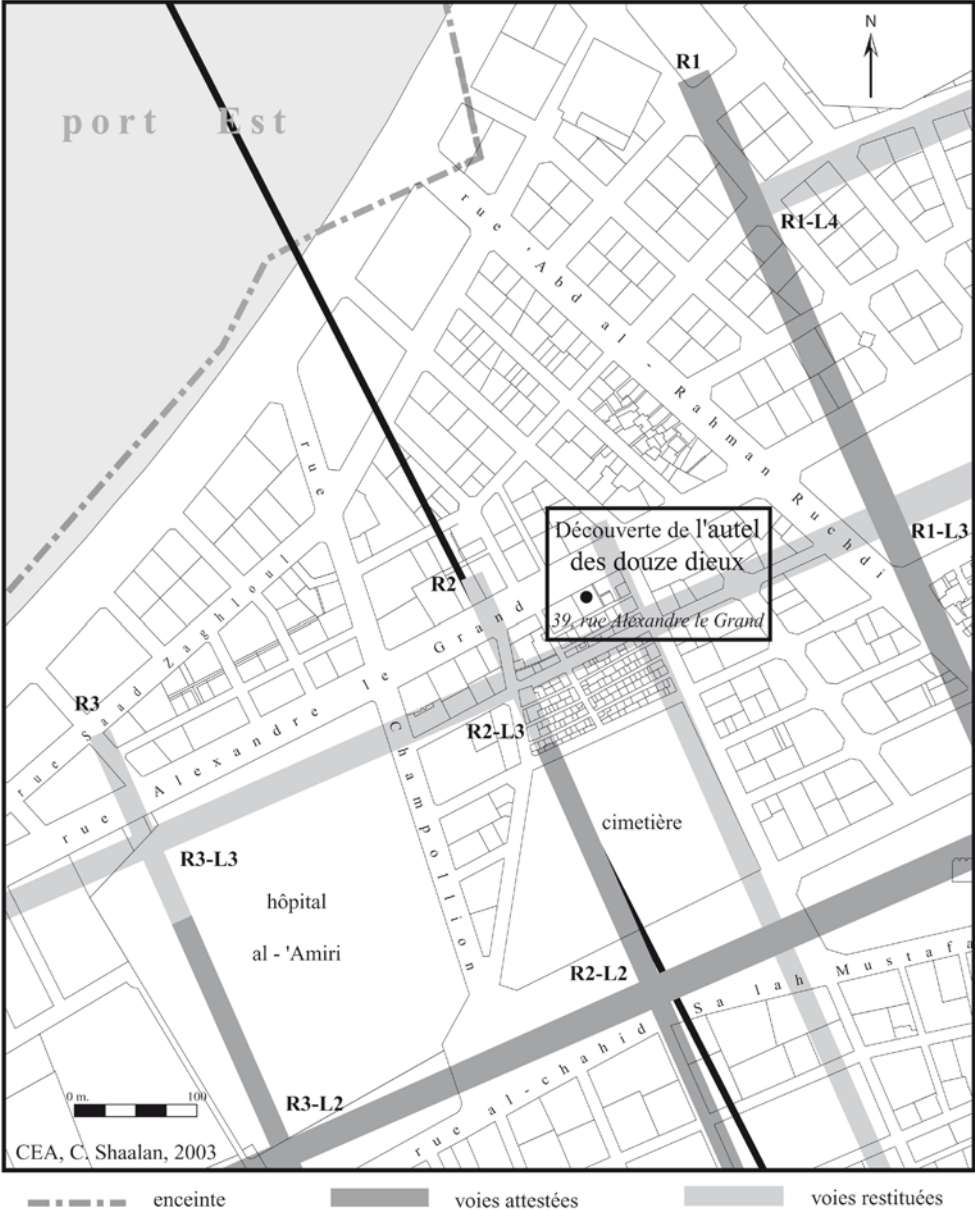 N
R1
port Est
rue 'Abd al-Rahman Ruchdi
R1-L4
R1-L3
Découverte de l'autel
des douze dieux
39, rue Alexandre le Grand
R2
rue Champollion
rue Saad Zaghloul
rue Alexandre le Grand
R3
R2-L3
cimetière
R3-L3
hôpital
al - 'Amiri
R2-L2
rue al-chahid Salah Mustafa
0 m. 100
R3-L2
CEA, C. Shaalan, 2003
enceinte
voies attestées
voies restituées